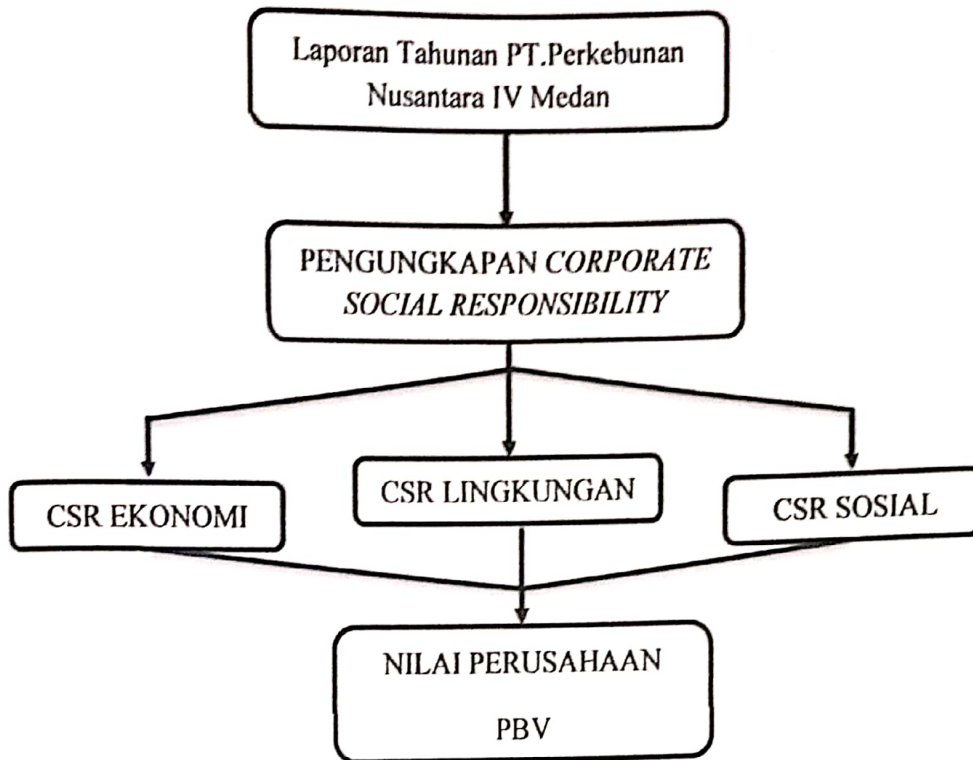 Laporan Tahunan PT.Perkebunan
Nusantara IV Medan
PENGUNGKAPAN CORPORATE
SOCIAL RESPONSIBILITY
CSR EKONOMI
CSR LINGKUNGAN
CSR SOSIAL
NILAI PERUSAHAAN
PBV